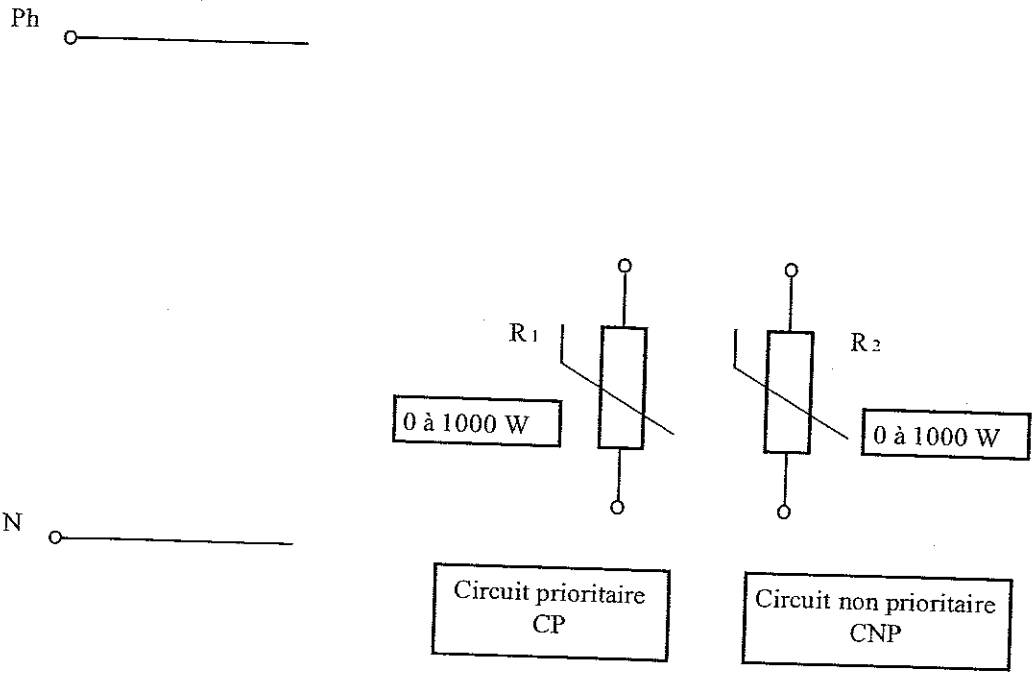 Ph
R1
R2
0 à 1000 W
0 à 1000 W
N
Circuit prioritaire
CP
Circuit non prioritaire
CNP